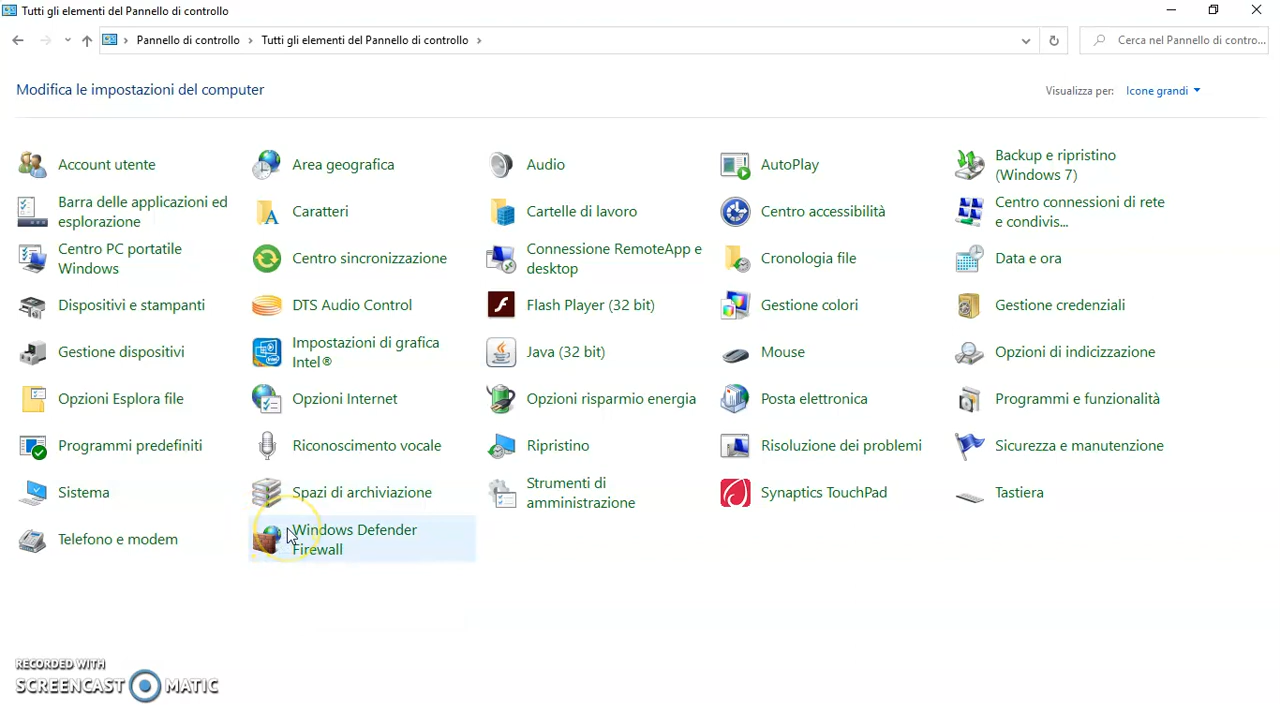 Tutti gli elementi del Pannello di controllo
Pannello di controllo > Tutti gli elementi del Pannello di controllo >
Cerca nel Pannello di contro...
Modifica le impostazioni del computer
Visualizza per: Icone grandi
Account utente
Area geografica
Audio
AutoPlay
Backup e ripristino
(Windows 7)
Barra delle applicazioni ed
esplorazione
Caratteri
Cartelle di lavoro
Centro accessibilità
Centro connessioni di rete
e condivis...
Centro PC portatile
Windows
Centro sincronizzazione
Connessione RemoteApp e
desktop
Cronologia file
Data e ora
Dispositivi e stampanti
DTS Audio Control
Flash Player (32 bit)
Gestione colori
Gestione credenziali
Gestione dispositivi
Impostazioni di grafica
Intel®
Java (32 bit)
Mouse
Opzioni di indicizzazione
Opzioni Esplora file
Opzioni Internet
Opzioni risparmio energia
Posta elettronica
Programmi e funzionalità
Programmi predefiniti
Riconoscimento vocale
Ripristino
Risoluzione dei problemi
Sicurezza e manutenzione
Sistema
Spazi di archiviazione
Strumenti di
amministrazione
Synaptics TouchPad
Tastiera
Telefono e modem
Windows Defender
Firewall
RECORDED WITH
SCREENCAST MATIC